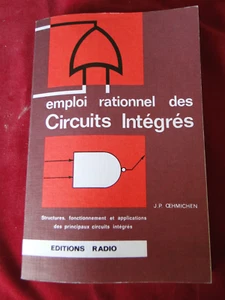 emploi rationnel des
Circuits Intégrés
J.P. ŒHMICHEN
Structures, fonctionnement et applications
des principaux circuits intégrés
EDITIONS RADIO